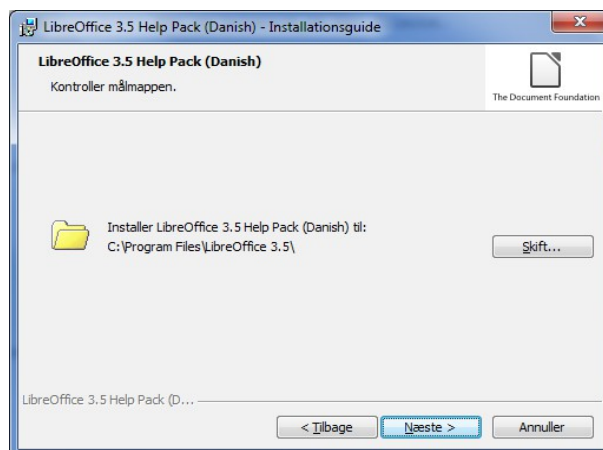 LibreOffice 3.5 Help Pack (Danish) - Installationsguide
LibreOffice 3.5 Help Pack (Danish)
Kontroller målmappen.
The Document Foundation
Installer LibreOffice 3.5 Help Pack (Danish) til:
C:\Program Files\LibreOffice 3.5\
Skift...
LibreOffice 3.5 Help Pack (D...
< Tilbage
Næste >
Annuller